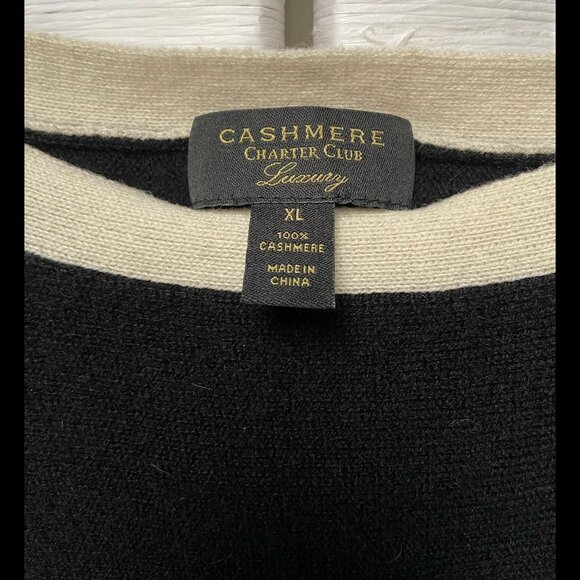 CASHMERE
CHARTER CLUB
Luxury
XL
100%
CASHMERE
MADE IN
CHINA